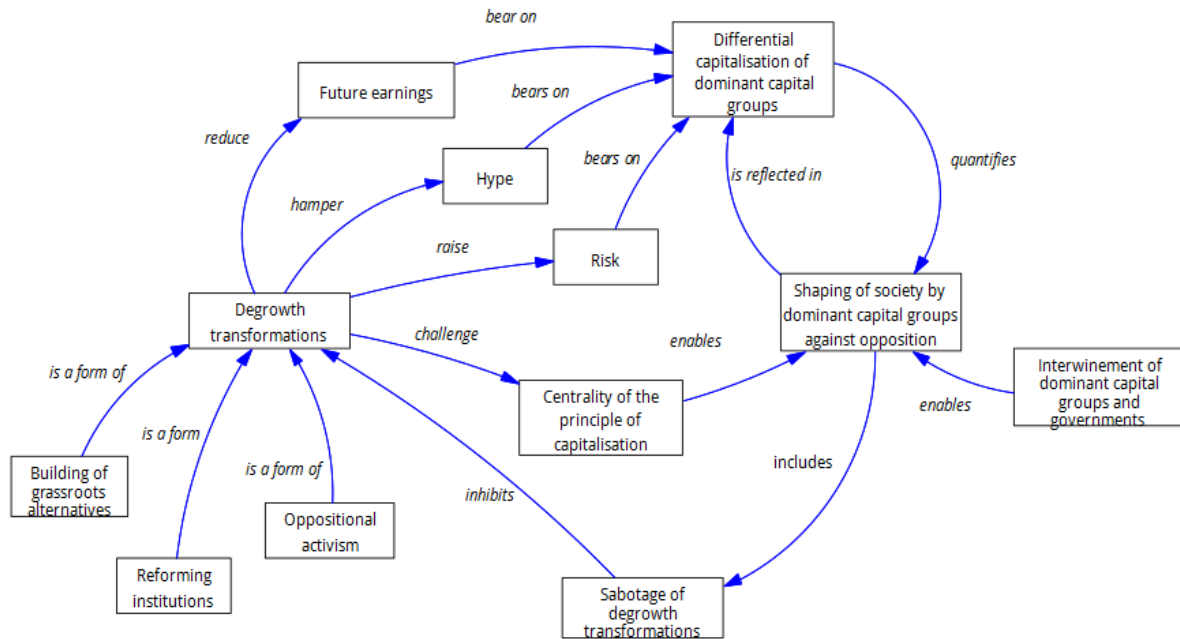 bear on
Differential
capitalisation of
dominant capital
groups
Future earnings
bears on
reduce
Hype
bears on
is reflected in
quantifies
hamper
raise
Risk
Degrowth
transformations
challenge
enables
Shaping of society by
dominant capital groups
against opposition
Interwinement of
dominant capital
groups and
governments
enables
is a form of
Centrality of the
principle of
capitalisation
is a form
Building of
grassroots
alternatives
is a form of
inhibits
includes
Oppositional
activism
Reforming
institutions
Sabotage of
degrowth
transformations